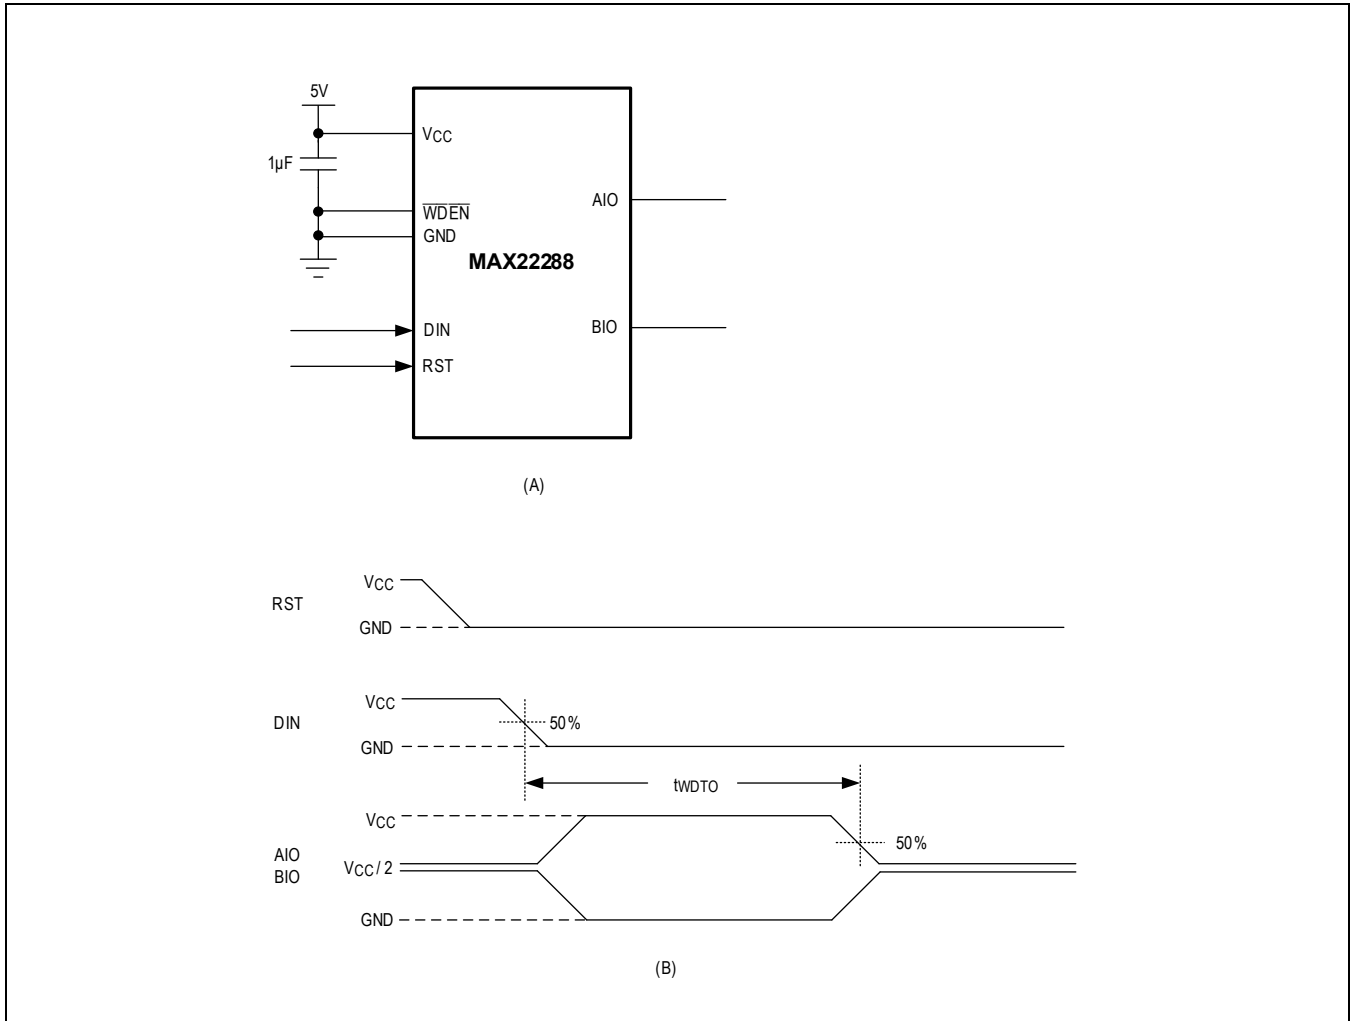 5V
VCC
1µF
WDEN
AIO
GND
MAX22288
DIN
BIO
RST
(A)
VCC
RST
GND
VCC
DIN
50%
GND
tWDTO
VCC
50%
AIO
BIO
VCC/2
GND
(B)